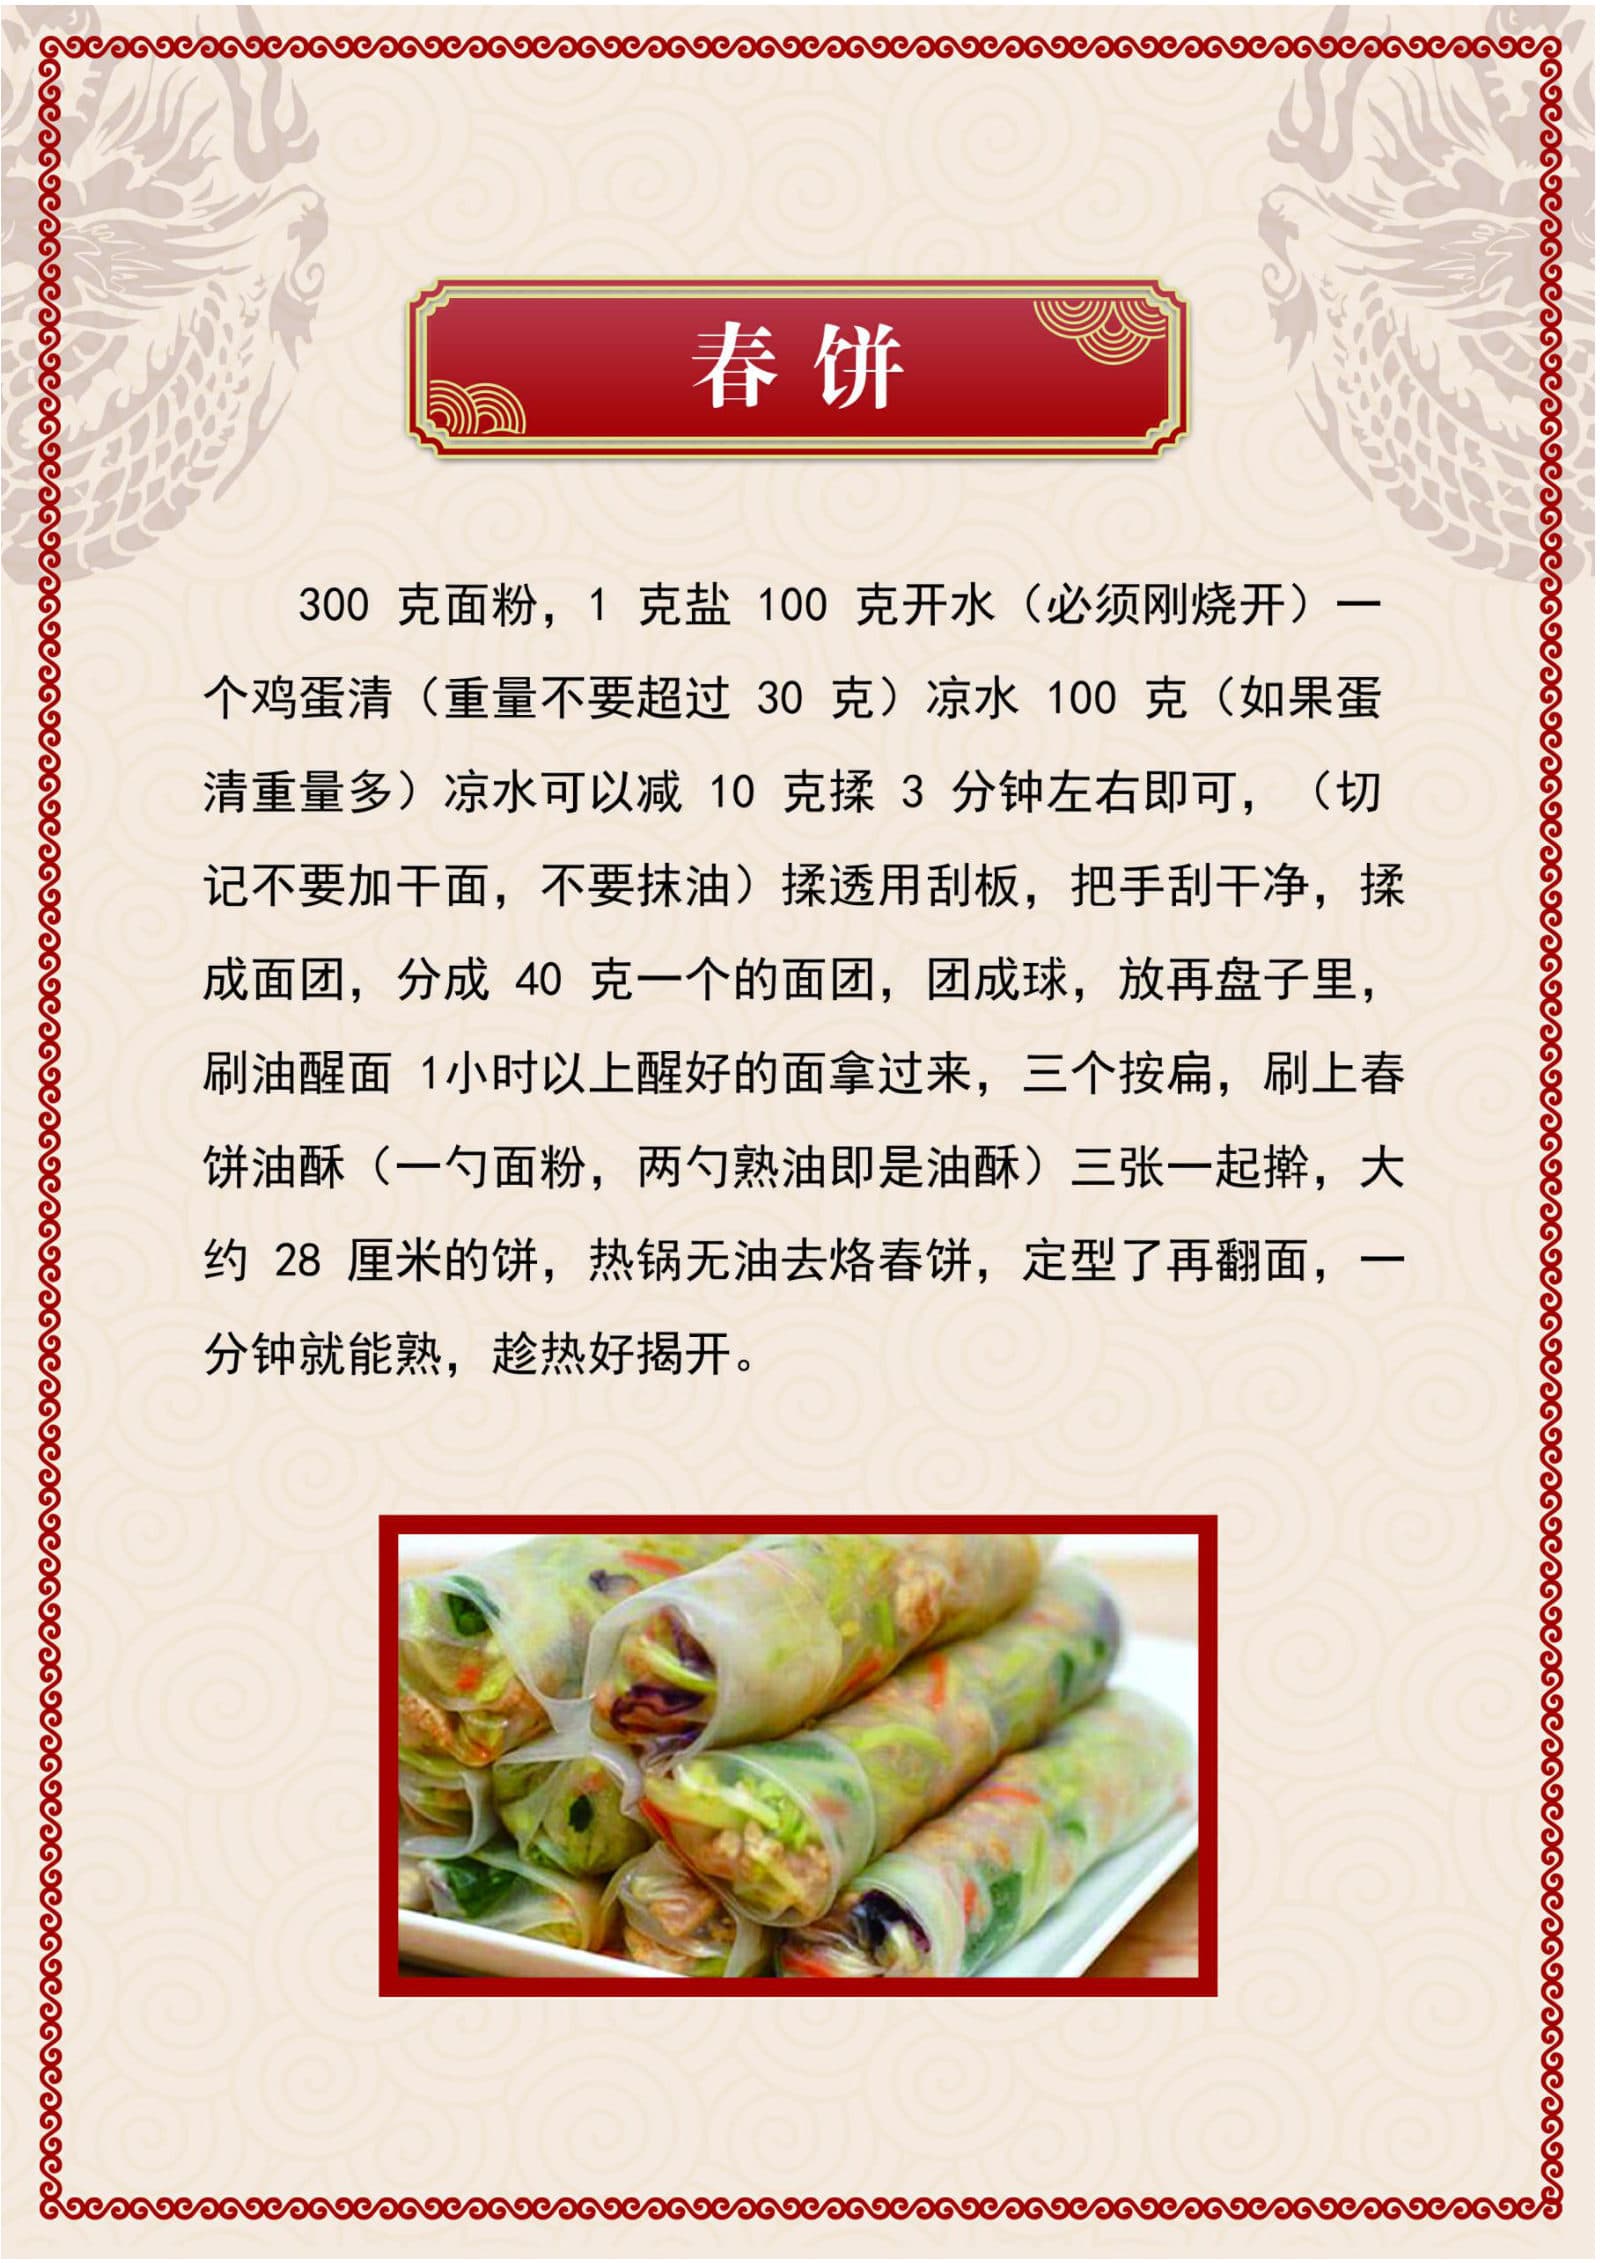 春饼
300 克面粉，1 克盐 100 克开水（必须刚烧开）一
个鸡蛋清（重量不要超过 30 克）凉水 100 克（如果蛋
清重量多）凉水可以减 10 克揉 3 分钟左右即可，（切
记不要加干面，不要抹油）揉透用刮板，把手刮干净，揉
成面团，分成 40 克一个的面团，团成球，放再盘子里，
刷油醒面 1小时以上醒好的面拿过来，三个按扁，刷上春
饼油酥（一勺面粉，两勺熟油即是油酥）三张一起擀，大
约 28 厘米的饼，热锅无油去烙春饼，定型了再翻面，一
分钟就能熟，趁热好揭开。